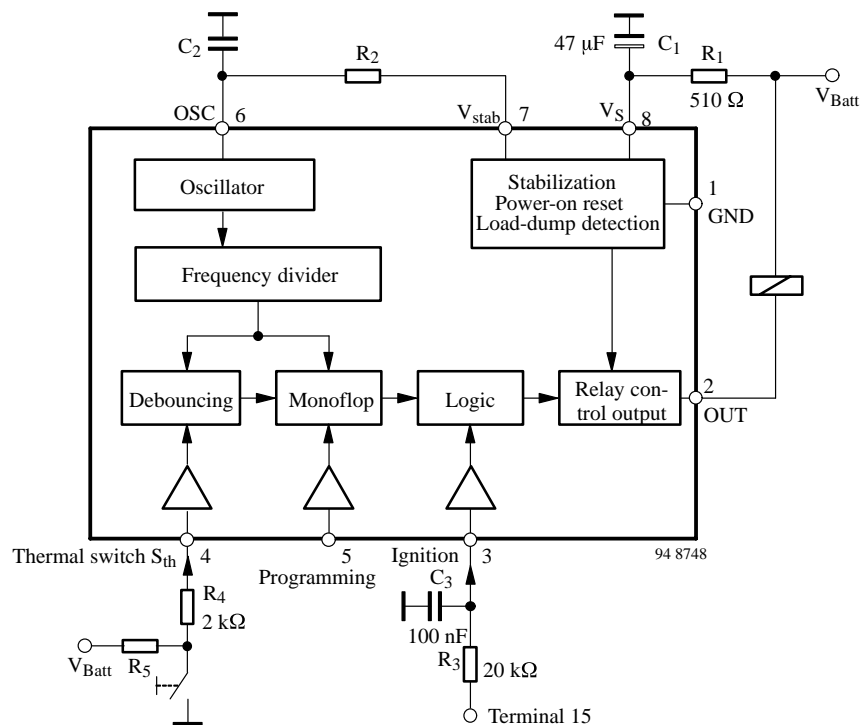 C2
47 μF
C1
R2
R1
510 Ω
VBatt
OSC
6
Vstab
7
VS
8
Oscillator
Stabilization
Power-on reset
Load-dump detection
1
GND
Frequency divider
Debouncing
Monoflop
Logic
Relay con-
trol output
2
OUT
Thermal switch Sth
4
5
Programming
Ignition
3
94 8748
R4
2 kΩ
C3
100 nF
VBatt
R5
R3
20 kΩ
Terminal 15